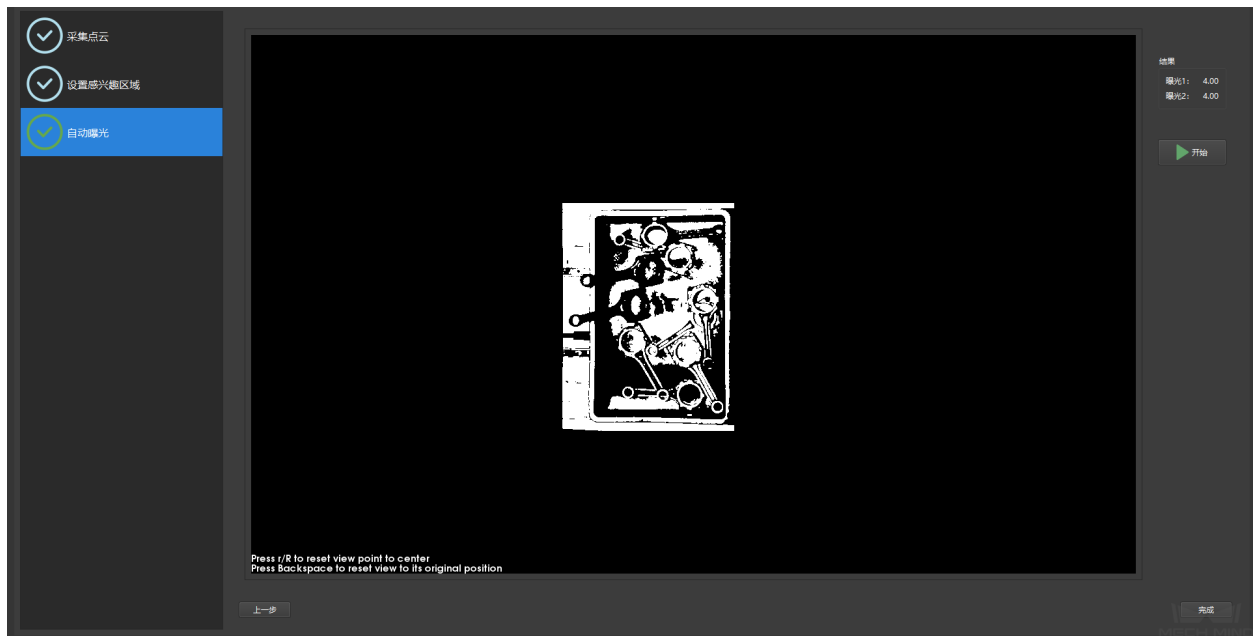 采集点云
设置感兴趣区域
自动曝光
结果
曝光1: 4.00
曝光2: 4.00
开始
Press r/R to reset view point to center
Press Backspace to reset view to its original position
上一步
完成